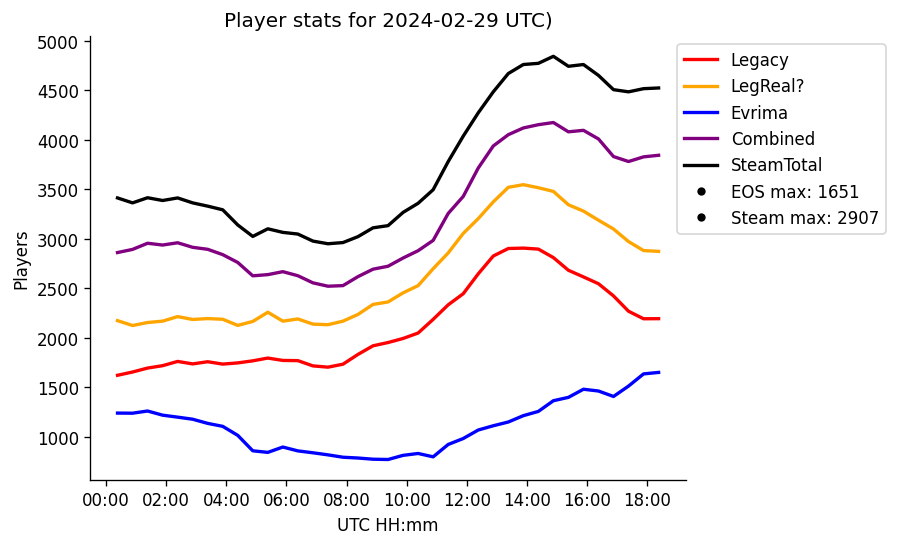 Player stats for 2024-02-29 UTC)
5000
4500
4000
3500
3000
2500
2000
1500
1000
Players
00:00 02:00 04:00 06:00 08:00 10:00 12:00 14:00 16:00 18:00
UTC HH:mm
Legacy
LegReal?
Evrima
Combined
SteamTotal
EOS max: 1651
Steam max: 2907